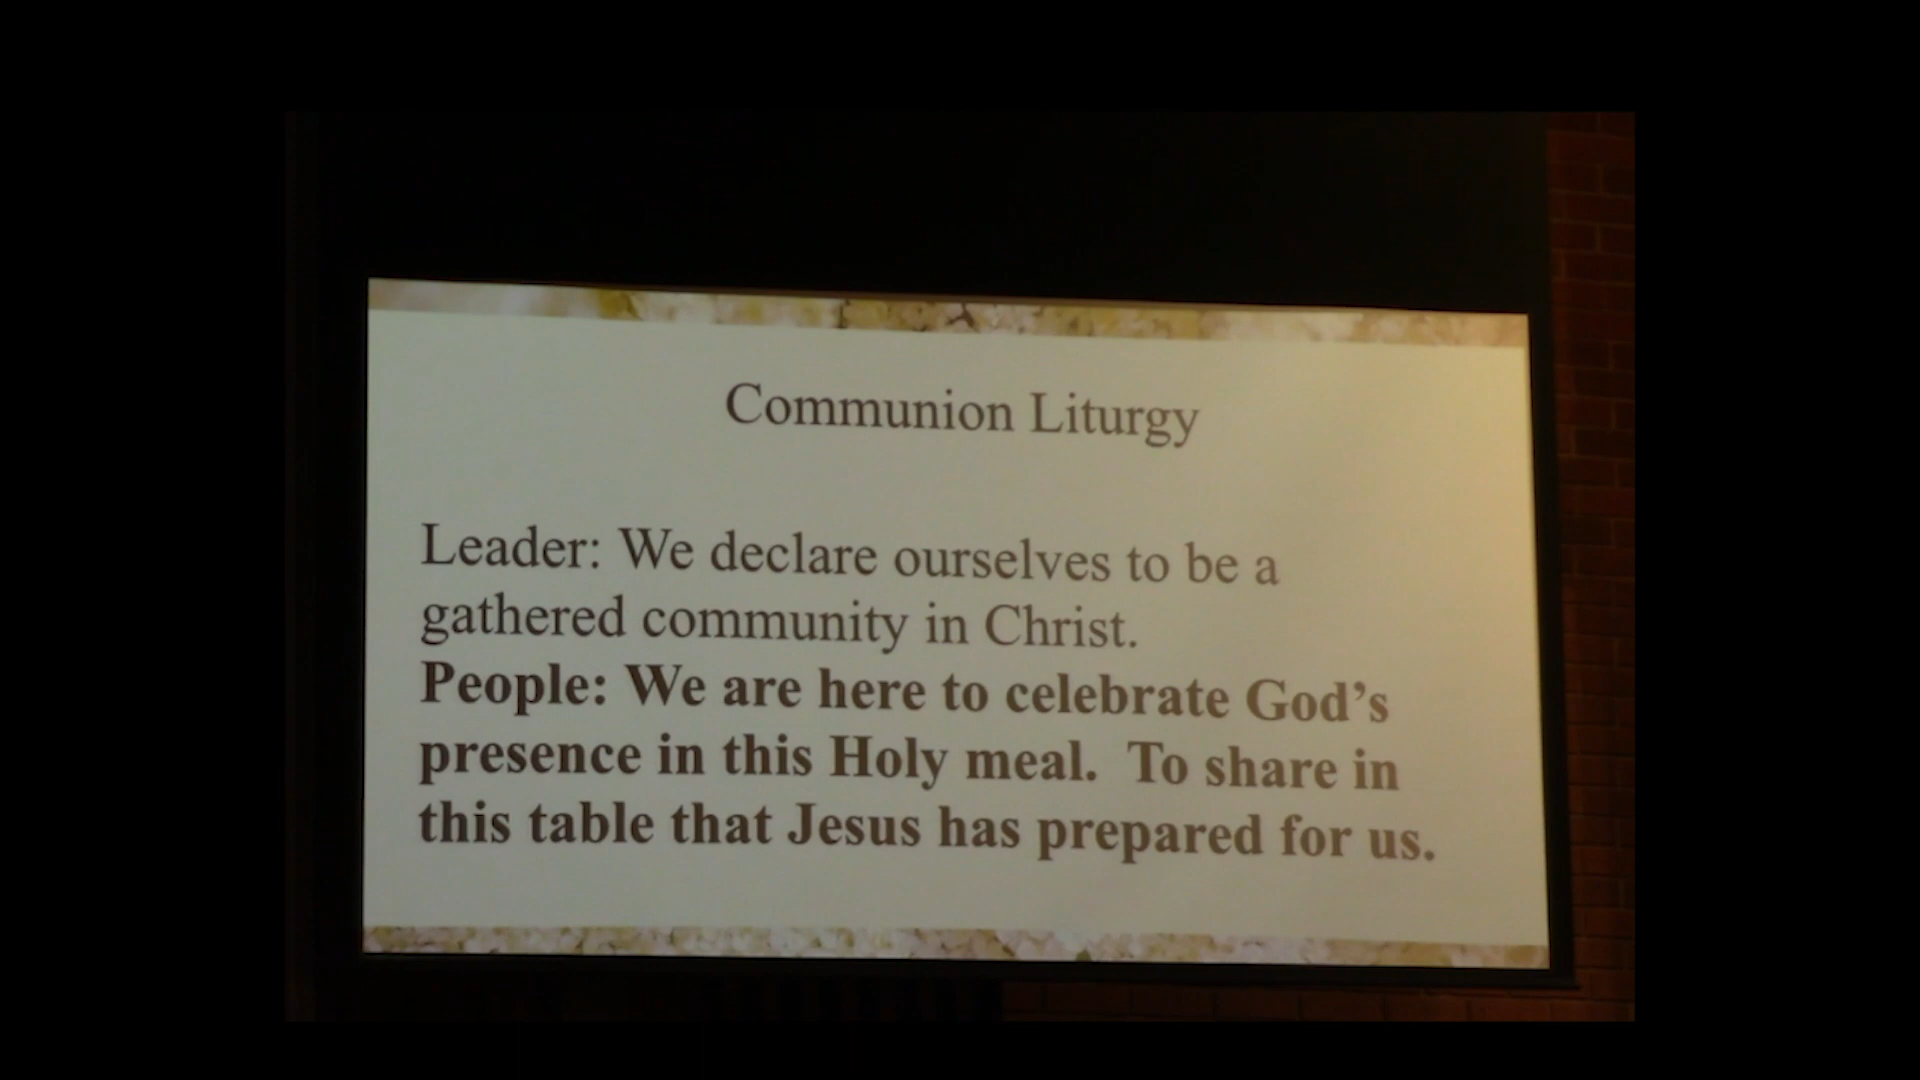 Communion Liturgy
Leader: We declare ourselves to be a
gathered community in Christ.
People: We are here to celebrate God’s
presence in this Holy meal.  To share in
this table that Jesus has prepared for us.